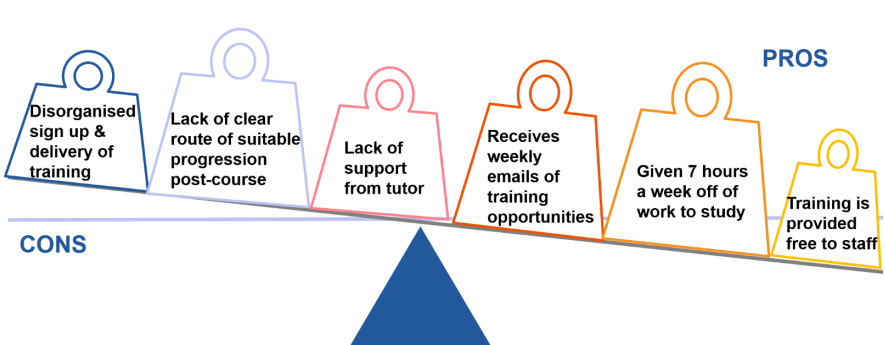 PROS
Disorganised
sign up &
delivery of
training
Lack of clear
route of suitable
progression
post-course
Lack of
support
from tutor
Receives
weekly
emails of
training
opportunities
Given 7 hours
a week off of
work to study
Training is
provided
free to staff
CONS